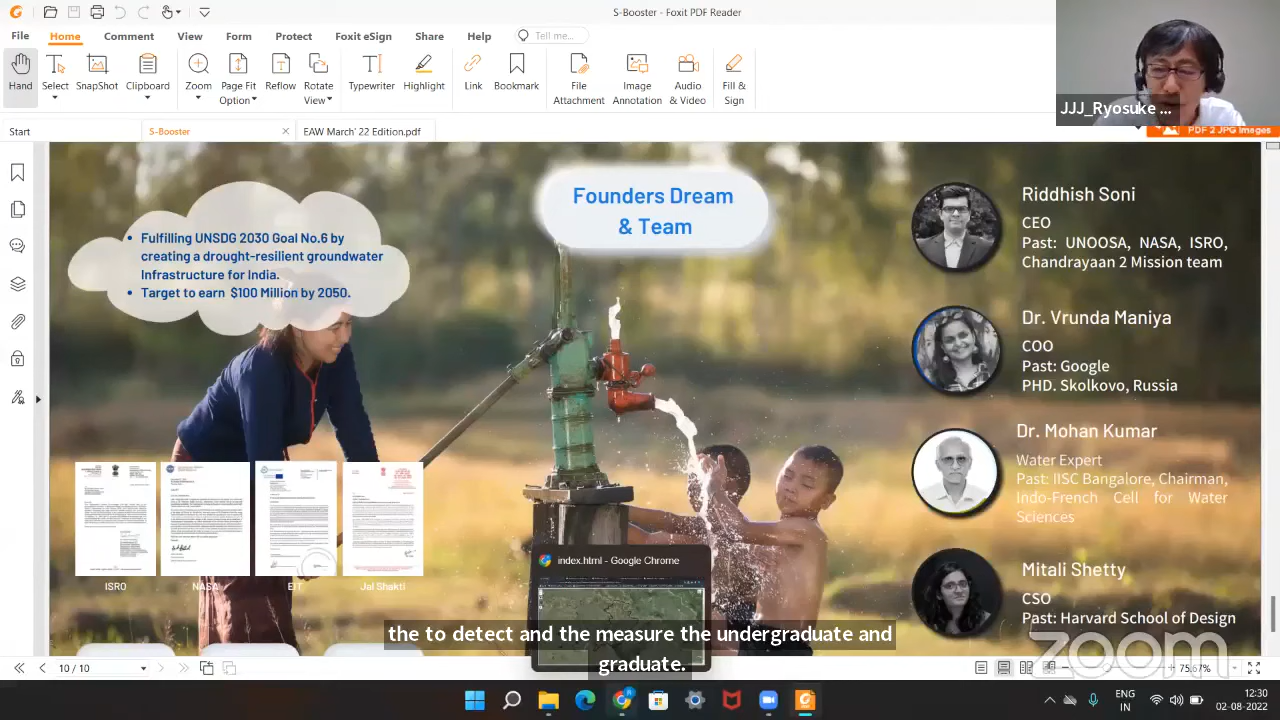 S-Booster - Foxit PDF Reader
File
Home
Comment
View
Form
Protect
Foxit eSign
Share
Help
Tell me...
Hand
Select
SnapShot
Clipboard
Zoom
Page Fit
Option
Reflow
Rotate
View
Typewriter
Highlight
Link
Bookmark
File
Attachment
Image
Annotation
Audio
& Video
Fill &
Sign
JJJ_Ryosuke ...
PDF 2 JPG Images
Start
S-Booster
EAW March' 22 Edition.pdf
Founders Dream
& Team
• Fulfilling UNSDG 2030 Goal No.6 by
creating a drought-resilient groundwater
Infrastructure for India.
• Target to earn $100 Million by 2050.
Riddhish Soni
CEO
Past: UNOOSA, NASA, ISRO,
Chandrayaan 2 Mission team
Dr. Vrunda Maniya
COO
Past: Google
PHD. Skolkovo, Russia
Dr. Mohan Kumar
Water Expert
Past: IISC Bangalore, Chairman,
Indo-French Cell for Water
Sciences
Mitali Shetty
CSO
Past: Harvard School of Design
ISRO
NASA
EIT
Jal Shakti
index.html - Google Chrome
the to detect and the measure the undergraduate and
graduate.
zoom
10 / 10
75.67%
ENG
IN
12:30
02-08-2022